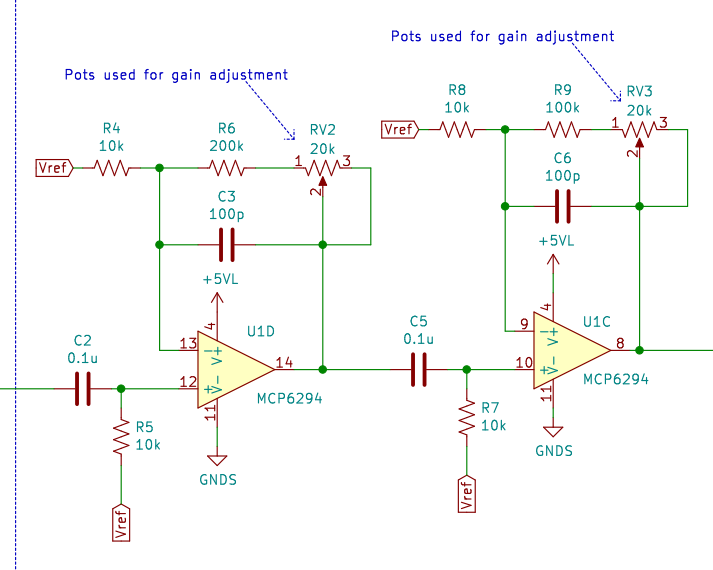 Pots used for gain adjustment
Pots used for gain adjustment
R8
10k
R9
100k
RV3
20k
Vref
1
3
2
R4
10k
R6
200k
RV2
20k
Vref
1
3
2
C6
100p
C3
100p
+5VL
+5VL
4
4
U1D
U1C
13
14
12
V+
V-
11
MCP6294
9
8
10
V+
V-
11
MCP6294
C2
0.1u
C5
0.1u
R5
10k
R7
10k
GNDS
GNDS
Vref
Vref